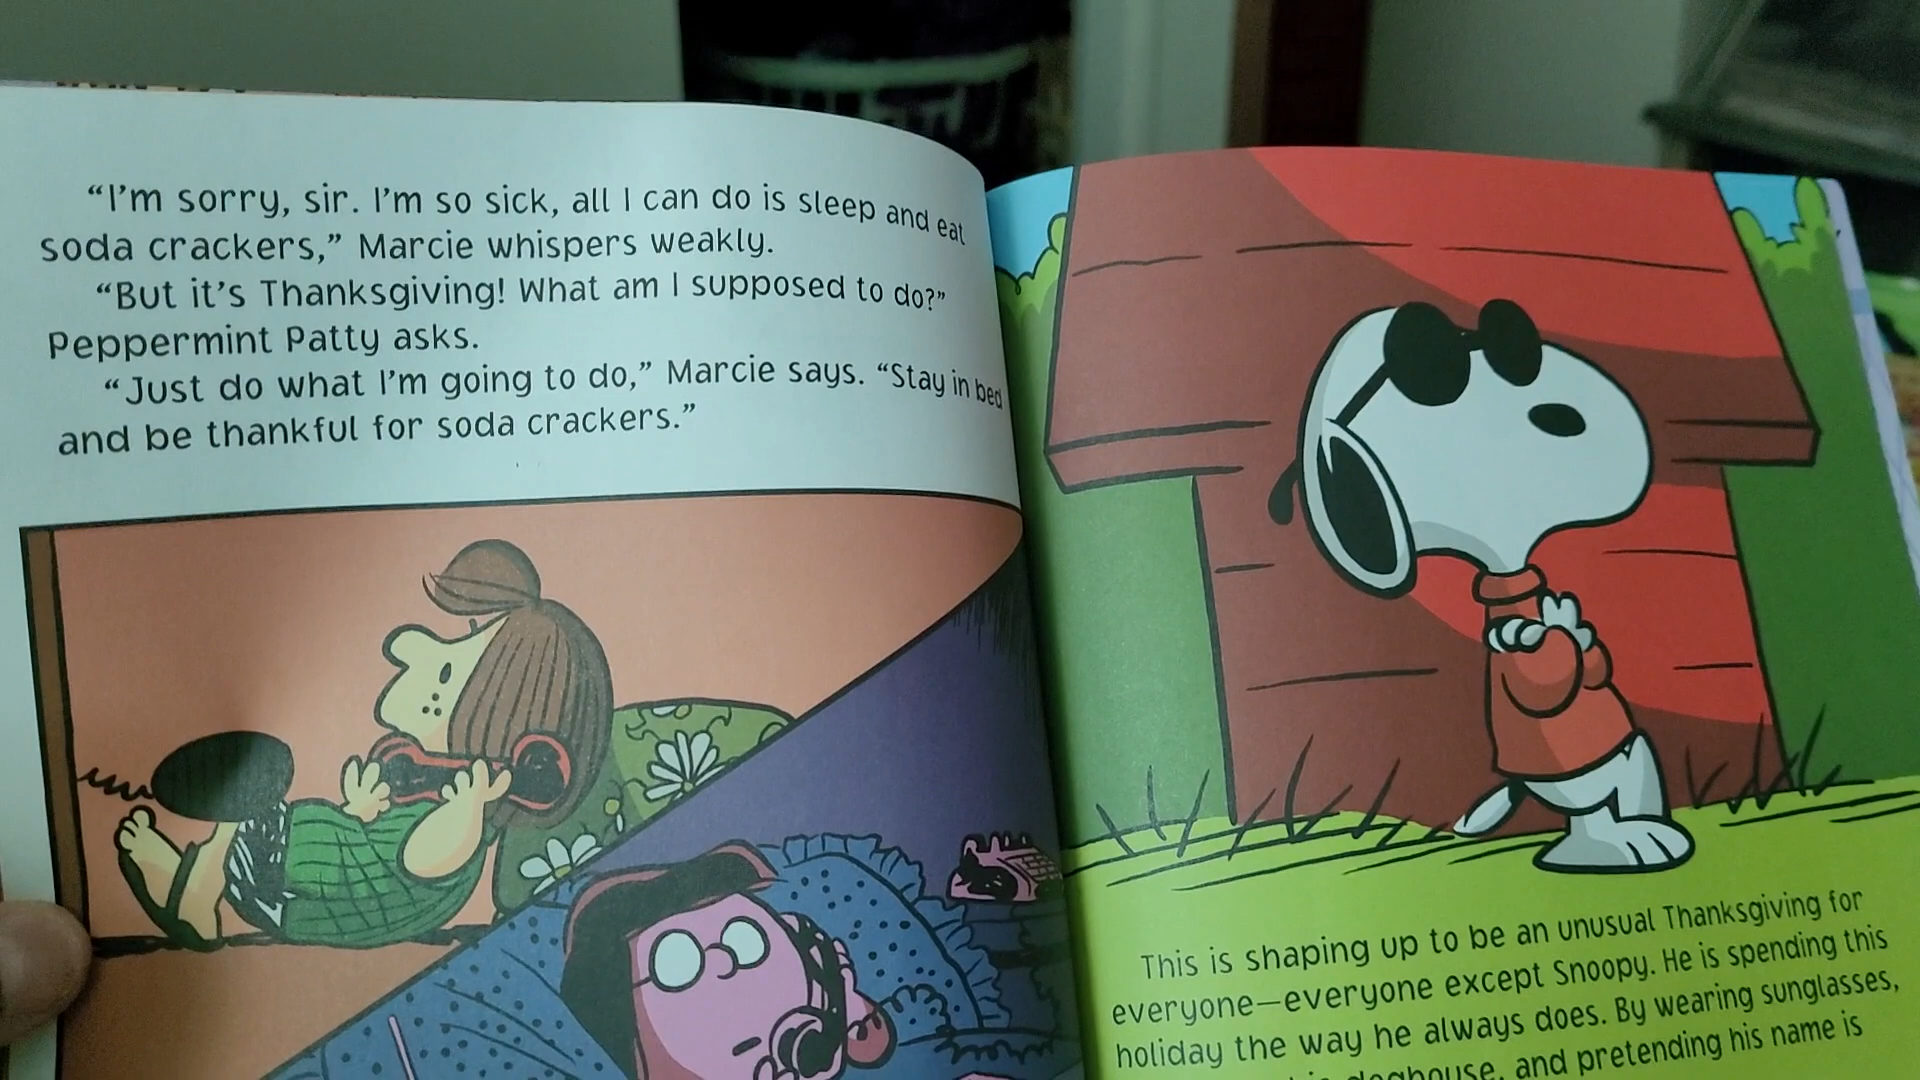 “I’m sorry, sir. I’m so sick, all I can do is sleep and eat
soda crackers,” Marcie whispers weakly.
“But it’s Thanksgiving! What am I supposed to do?”
Peppermint Patty asks.
“Just do what I’m going to do,” Marcie says. “Stay in bed
and be thankful for soda crackers.”
This is shaping up to be an unusual Thanksgiving for
everyone—everyone except Snoopy. He is spending this
holiday the way he always does. By wearing sunglasses,
doghouse, and pretending his name is